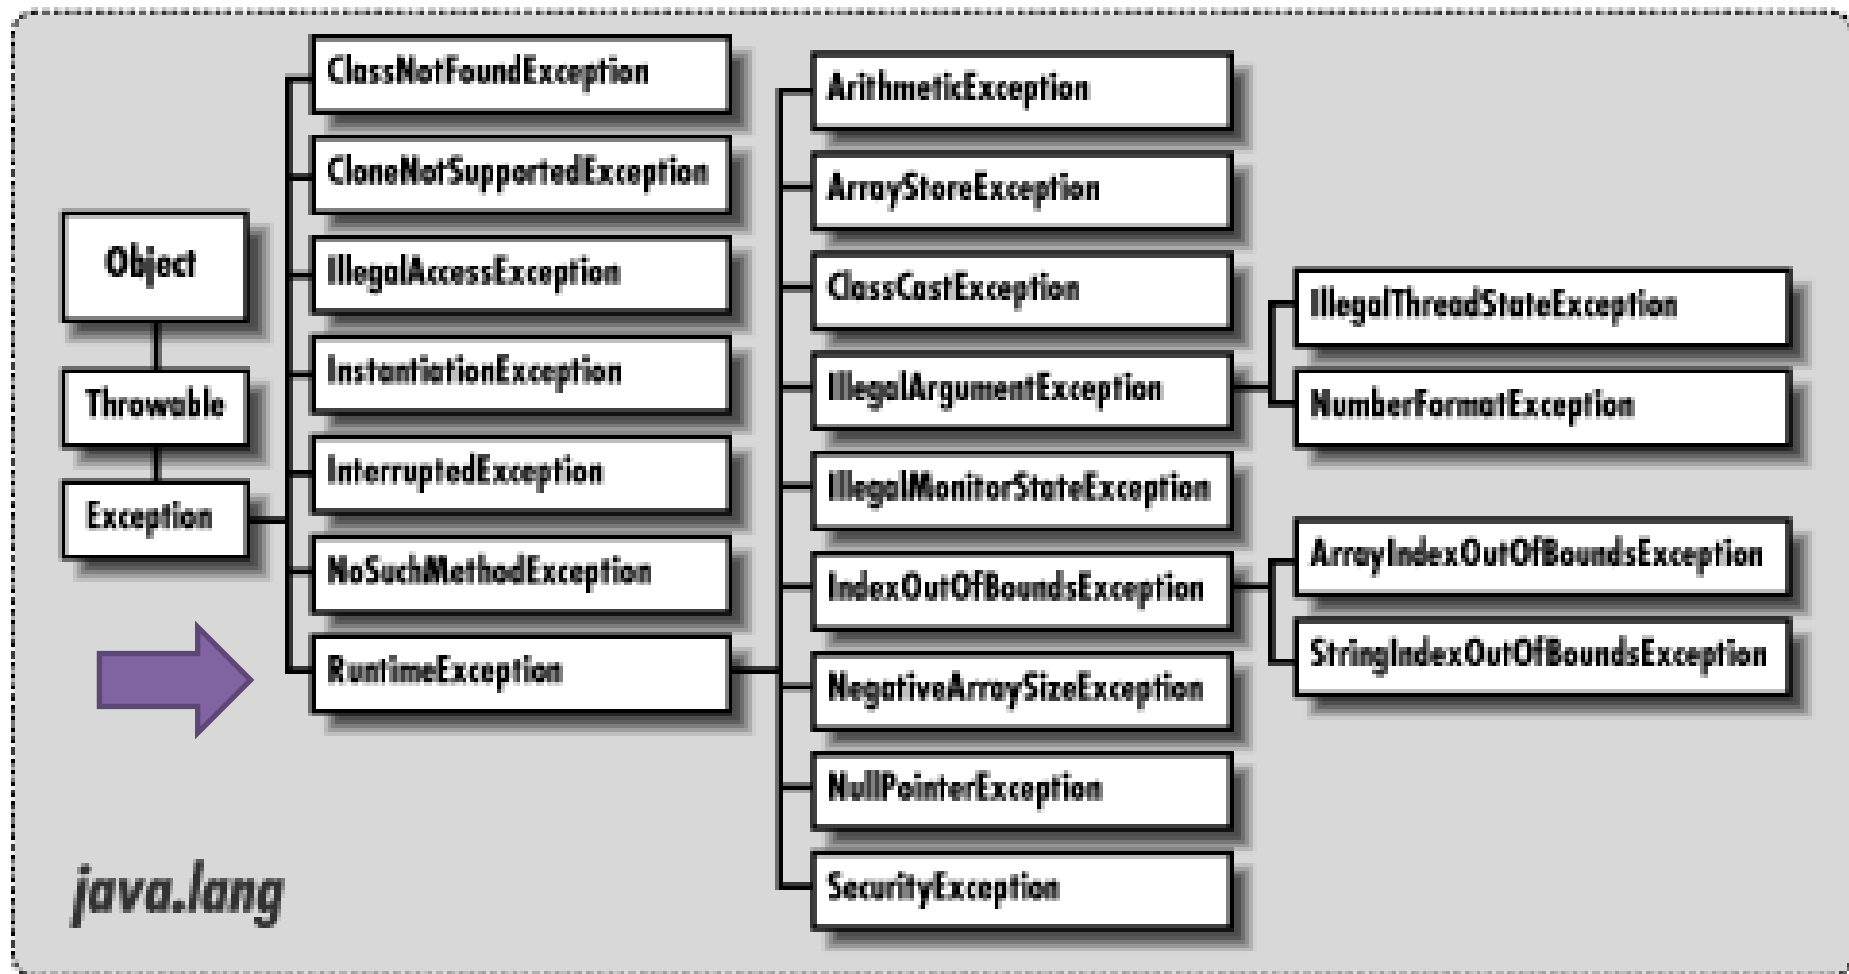 Object
Throwable
Exception
ClassNotFoundException
CloneNotSupportedException
IllegalAccessException
InstantiationException
InterruptedException
NoSuchMethodException
RuntimeException
ArithmeticException
ArrayStoreException
ClassCastException
IllegalArgumentException
IllegalMonitorStateException
IndexOutOfBoundsException
NegativeArraySizeException
NullPointerException
SecurityException
IllegalThreadStateException
NumberFormatException
ArrayIndexOutOfBoundsException
StringIndexOutOfBoundsException
java.lang